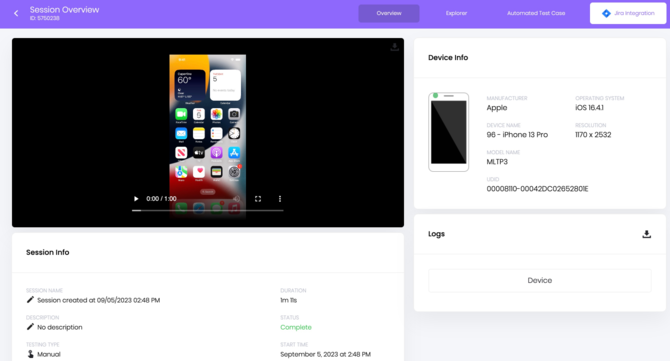 Session Overview
ID: 5750236
Overview
Explorer
Automated Test Case
Jira Integration
Cupertino
60°
5
0:00 / 1:00
Device Info
MANUFACTURER
Apple
OPERATING SYSTEM
iOS 16.4.1
DEVICE NAME
96 - iPhone 13 Pro
RESOLUTION
1170 x 2532
MODEL NAME
MLTP3
UDID
00008110-00042DC02652801E
Logs
Device
Session Info
SESSION NAME
Session created at 09/05/2023 02:48 PM
DURATION
1m 11s
DESCRIPTION
No description
STATUS
Complete
TESTING TYPE
Manual
START TIME
September 5, 2023 at 2:48 PM